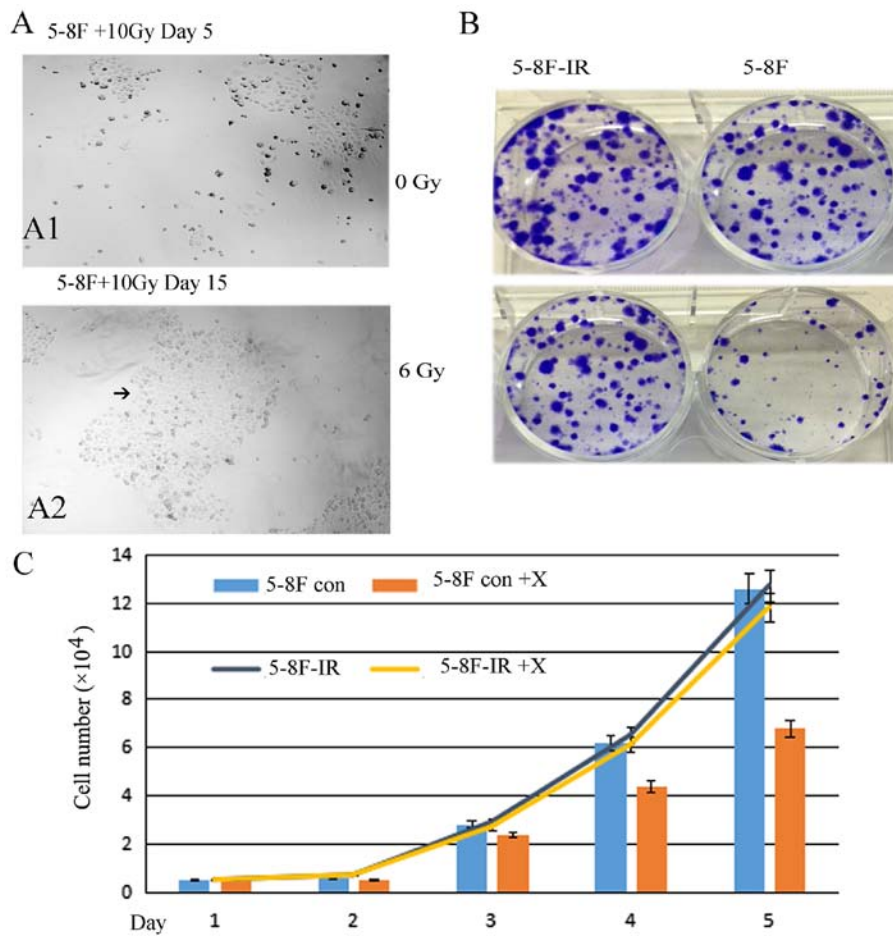 A
5-8F +10Gy Day 5
A1
5-8F+10Gy Day 15
A2
B
5-8F-IR 5-8F
0 Gy
6 Gy
C
Cell number (×10⁴)
14
12
10
8
6
4
2
0
5-8F con 5-8F con +X
5-8F-IR 5-8F-IR +X
Day 1 2 3 4 5